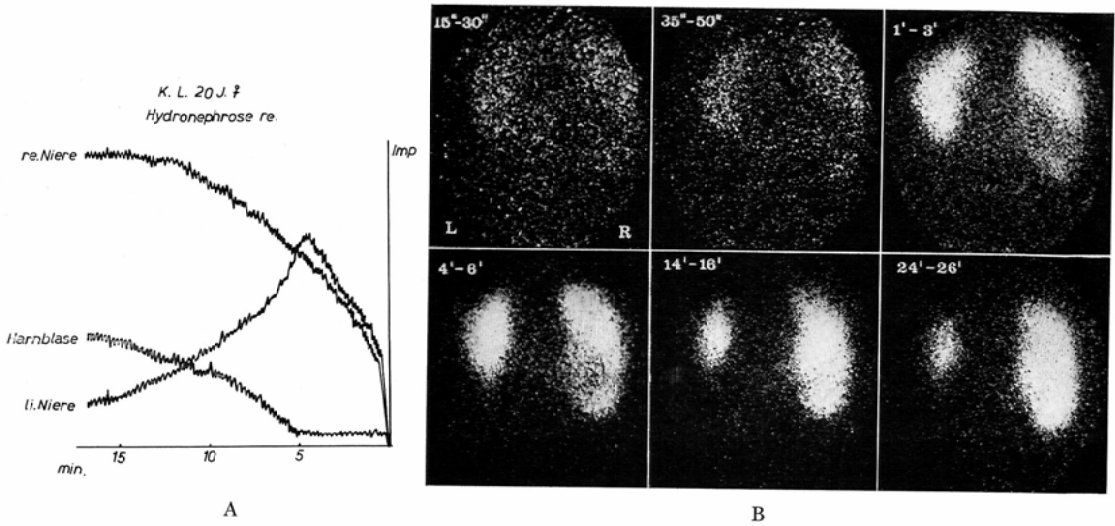 K. L. 20 J. ♀
Hydronephrose re.
re. Niere
Imp
Harnblase
li. Niere
min.
15
10
5
A
15"-30"
35"-50"
1'-3'
L
R
4'-6'
14'-16'
24'-26'
B